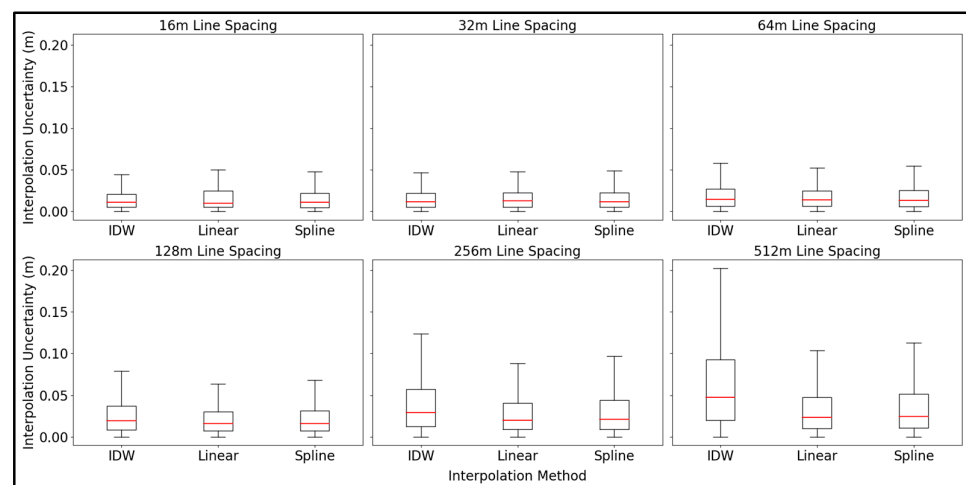 16m Line Spacing
32m Line Spacing
64m Line Spacing
Interpolation Uncertainty (m)
0.20
0.15
0.10
0.05
0.00
IDW Linear Spline
IDW Linear Spline
IDW Linear Spline
128m Line Spacing
256m Line Spacing
512m Line Spacing
Interpolation Uncertainty (m)
0.20
0.15
0.10
0.05
0.00
IDW Linear Spline
IDW Linear Spline
IDW Linear Spline
Interpolation Method